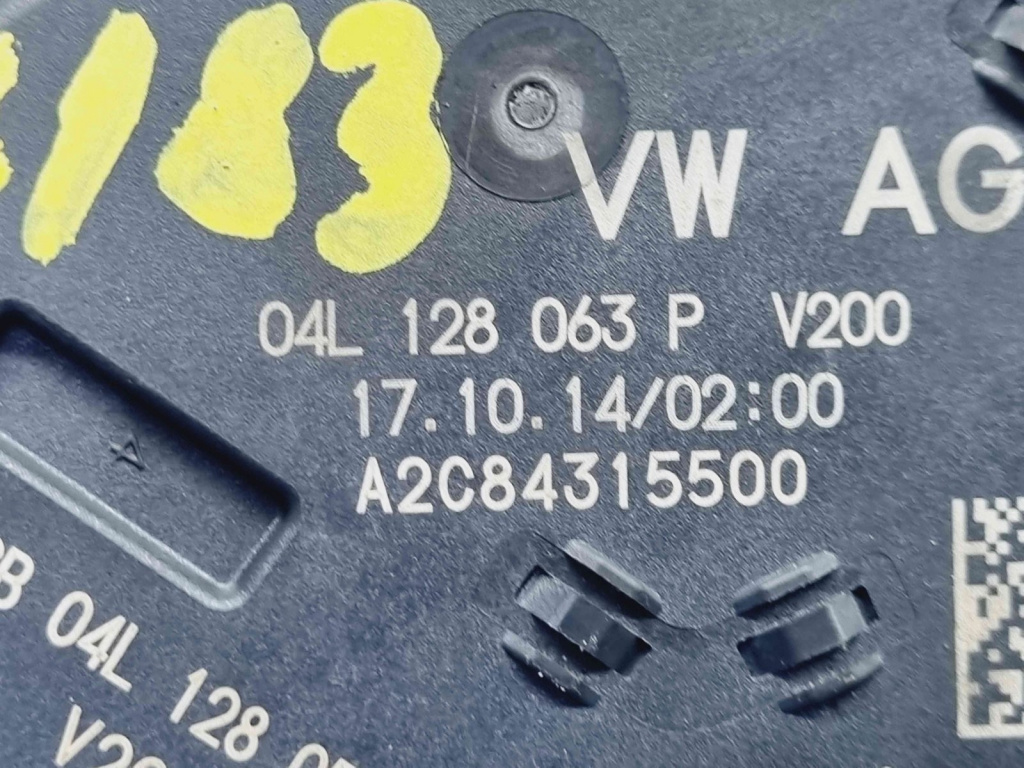 183
VW AG
04L 128 063 P V200
17.10.14/02:00
A2C84315500
04L 128